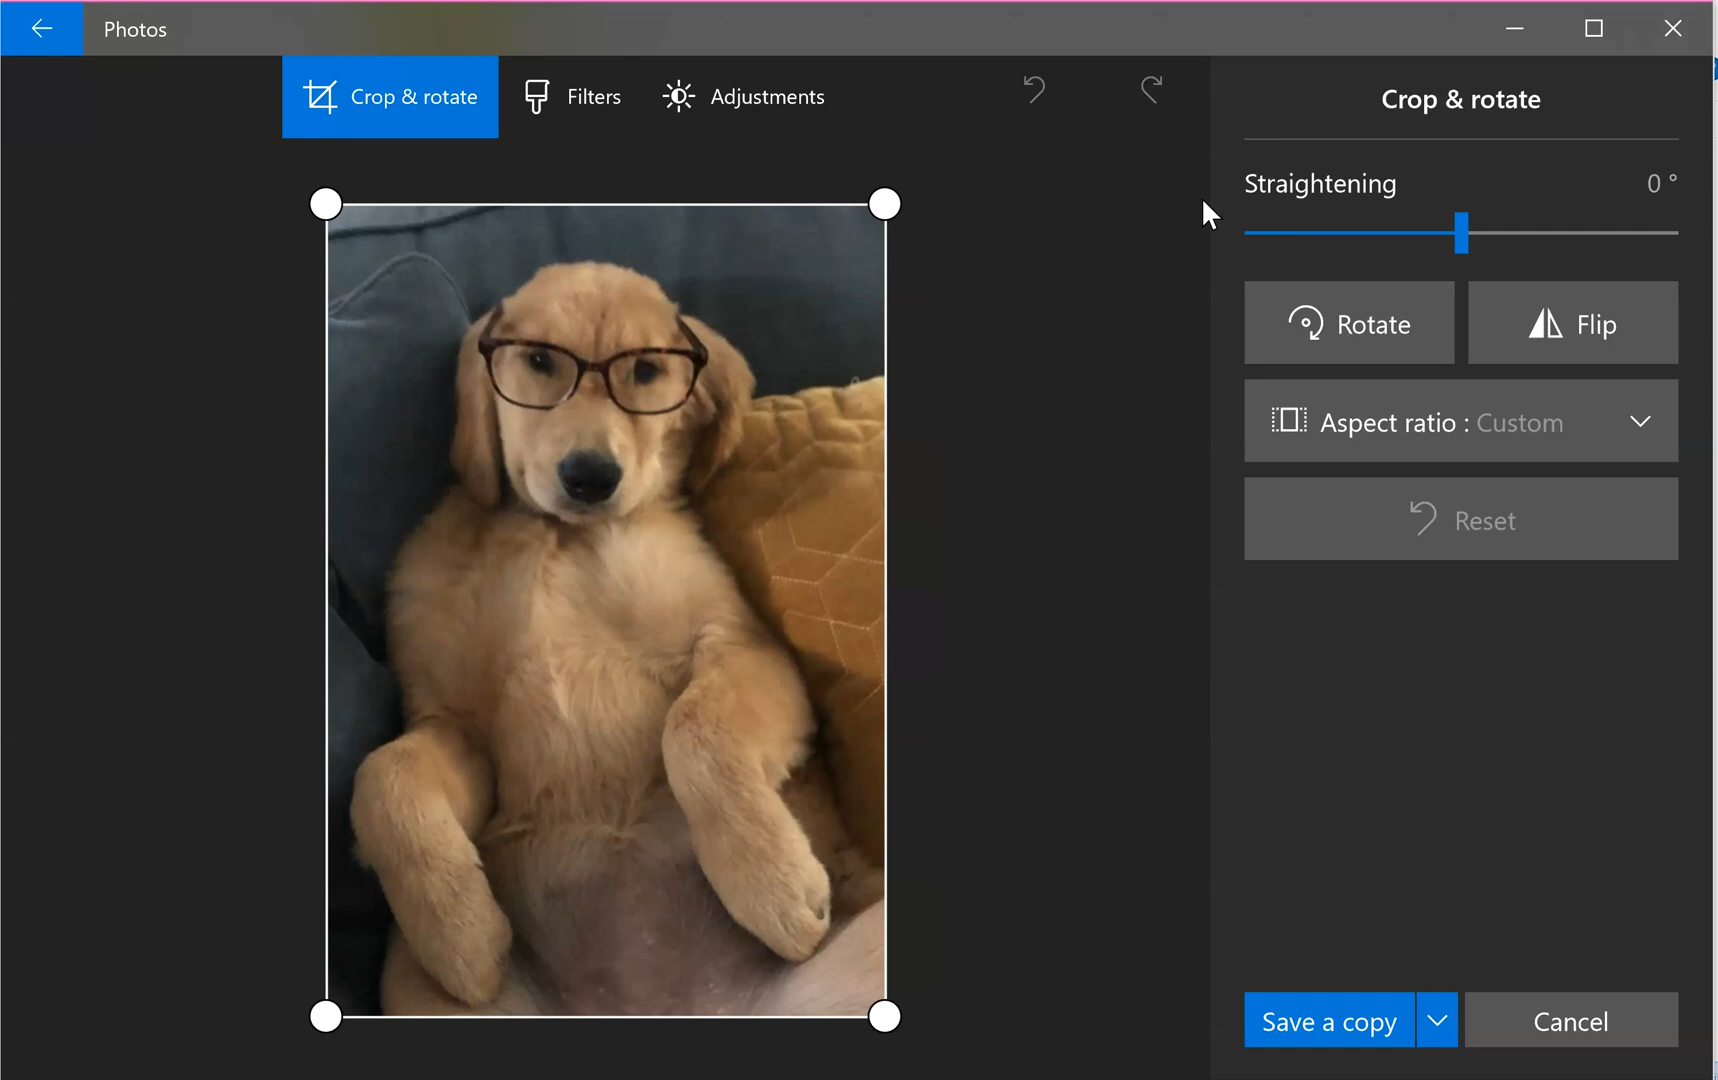 Photos
Crop & rotate
Filters
Adjustments
Crop & rotate
Straightening 0 °
Rotate
Flip
Aspect ratio : Custom
Reset
Save a copy
Cancel